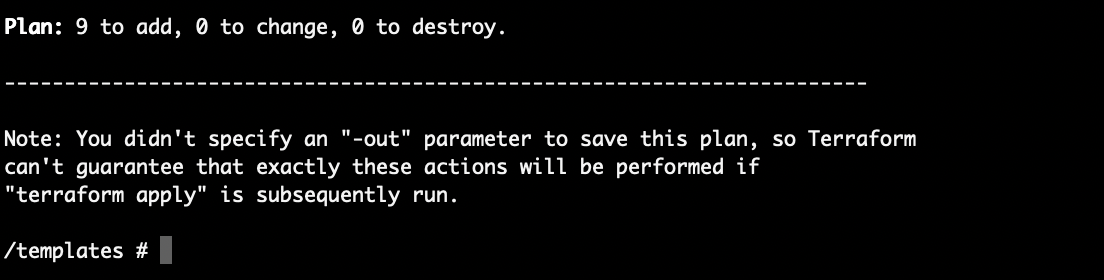 Plan: 9 to add, 0 to change, 0 to destroy.
------------------------------------------------------------------------
Note: You didn't specify an "-out" parameter to save this plan, so Terraform
can't guarantee that exactly these actions will be performed if
"terraform apply" is subsequently run.
/templates #